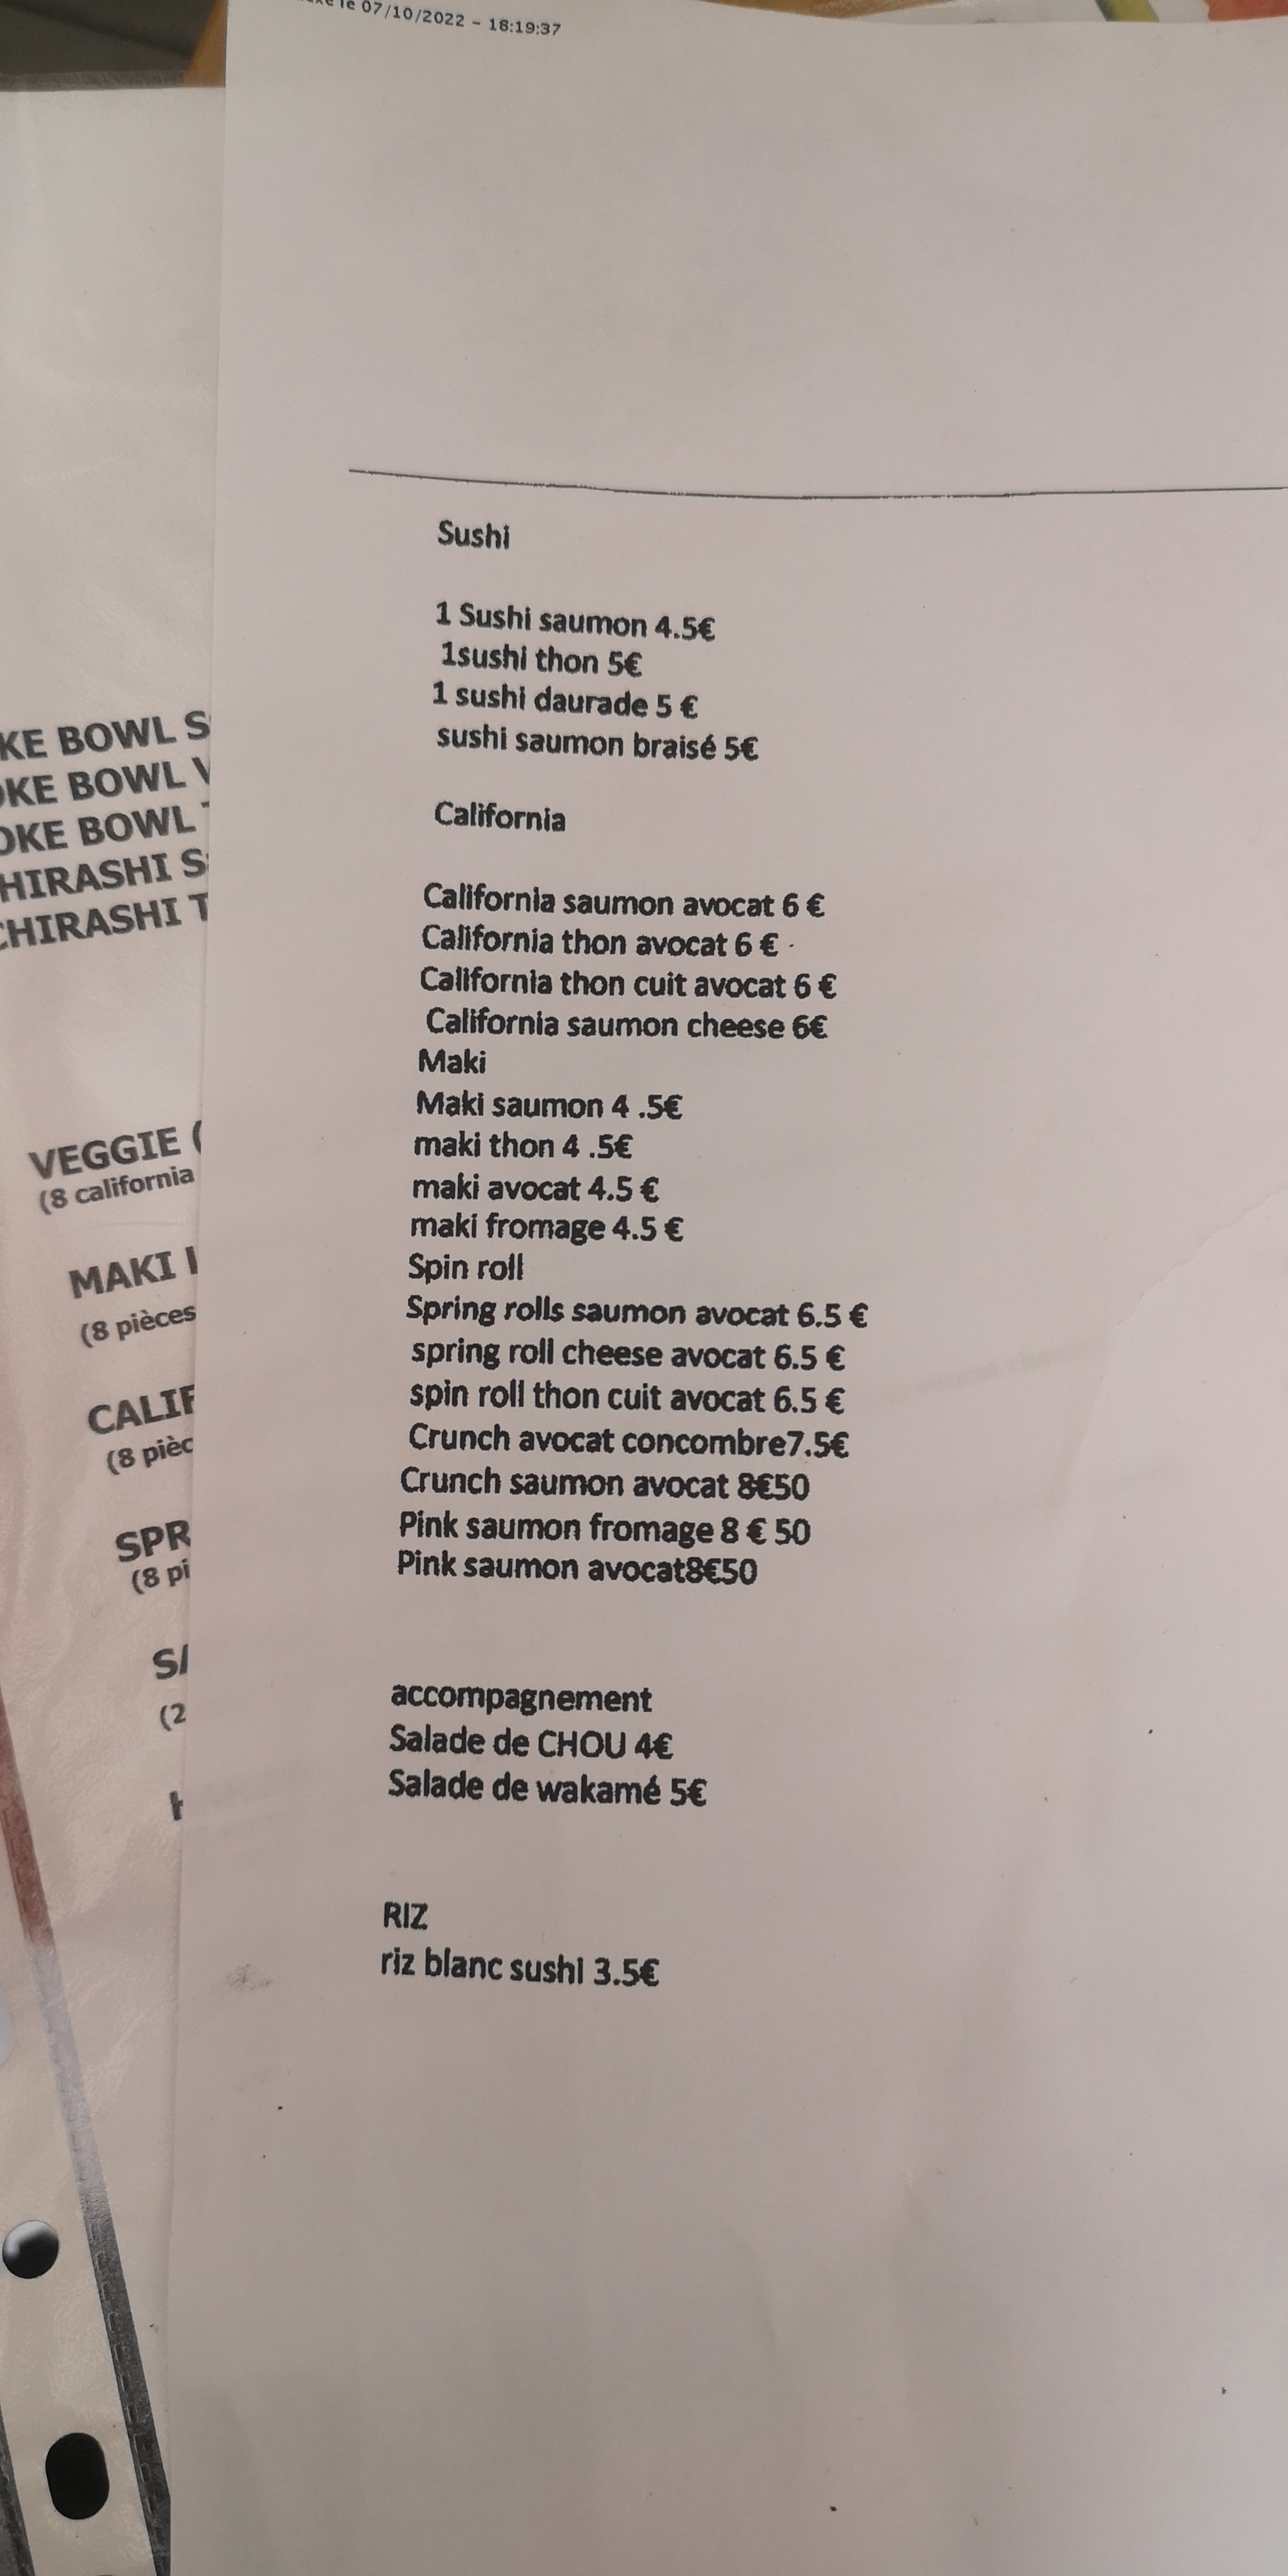 le 07/10/2022 - 18:19:37
Sushi
1 Sushi saumon 4.5€
1sushi thon 5€
1 sushi daurade 5 €
sushi saumon braisé 5€
California
California saumon avocat 6 €
California thon avocat 6 €
California thon cuit avocat 6 €
California saumon cheese 6€
Maki
Maki saumon 4 .5€
maki thon 4 .5€
maki avocat 4.5 €
maki fromage 4.5 €
Spin roll
Spring rolls saumon avocat 6.5 €
spring roll cheese avocat 6.5 €
spin roll thon cuit avocat 6.5 €
Crunch avocat concombre7.5€
Crunch saumon avocat 8€50
Pink saumon fromage 8 € 50
Pink saumon avocat8€50
accompagnement
Salade de CHOU 4€
Salade de wakamé 5€
RIZ
riz blanc sushi 3.5€
KE BOWL S
OKE BOWL V
OKE BOWL
HIRASHI S
CHIRASHI T
VEGGIE (
(8 california
MAKI
(8 pièces
CALIF
(8 pièc
SPR
(8 pi
(2